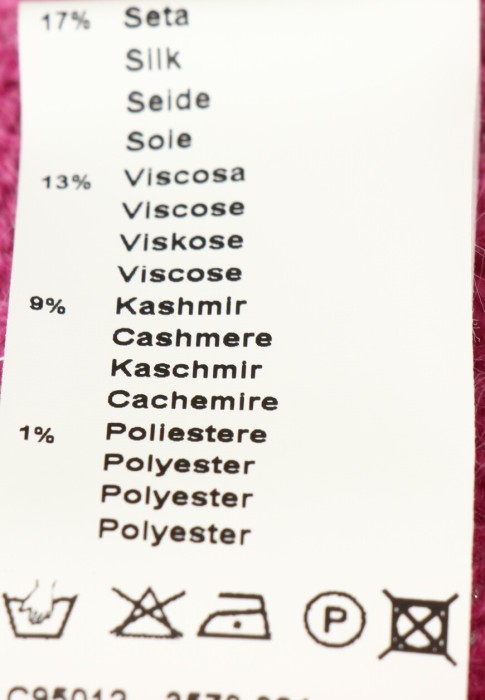 17% Seta
Silk
Seide
Soie
13% Viscosa
Viscose
Viskose
Viscose
9% Kashmir
Cashmere
Kaschmir
Cachemire
1% Poliestere
Polyester
Polyester
Polyester
P